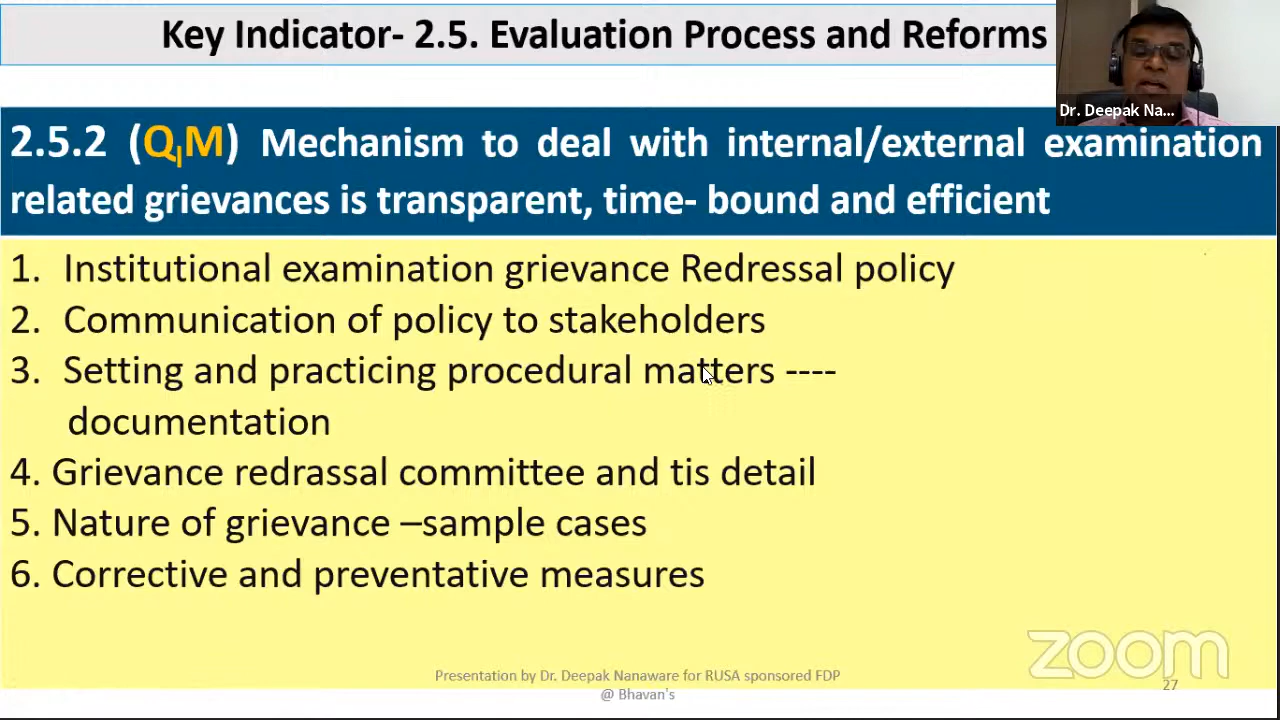 Key Indicator- 2.5. Evaluation Process and Reforms
Dr. Deepak Na...
2.5.2 (QlM) Mechanism to deal with internal/external examination
related grievances is transparent, time- bound and efficient
1. Institutional examination grievance Redressal policy
2. Communication of policy to stakeholders
3. Setting and practicing procedural matters ----
documentation
4. Grievance redrassal committee and tis detail
5. Nature of grievance –sample cases
6. Corrective and preventative measures
zoom
Presentation by Dr. Deepak Nanaware for RUSA sponsored FDP
@ Bhavan's
27